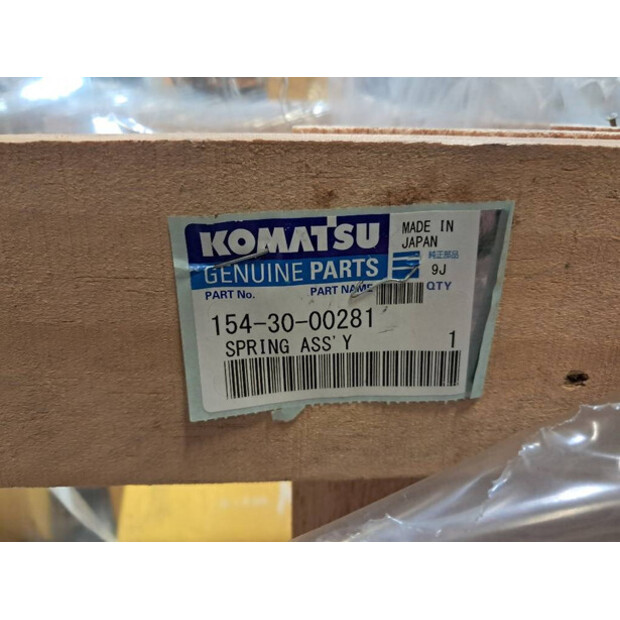 KOMATSU
MADE IN
JAPAN
GENUINE PARTS
純正部品
9J
PART No.
PART NAME
QTY
154-30-00281
SPRING ASS'Y
1